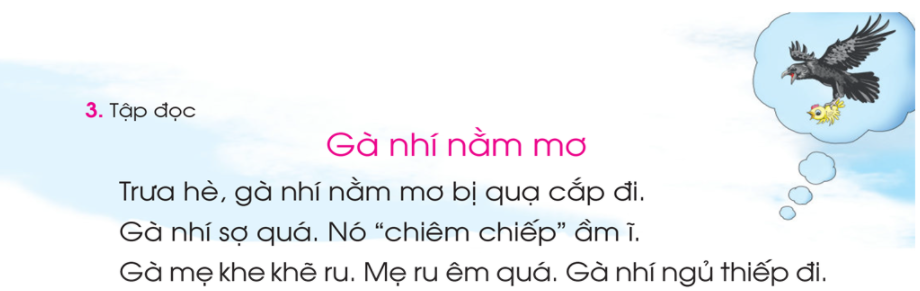 3. Tập đọc
Gà nhí nằm mơ
Trưa hè, gà nhí nằm mơ bị quạ cắp đi.
Gà nhí sợ quá. Nó “chiêm chiếp” ầm ĩ.
Gà mẹ khe khẽ ru. Mẹ ru êm quá. Gà nhí ngủ thiếp đi.